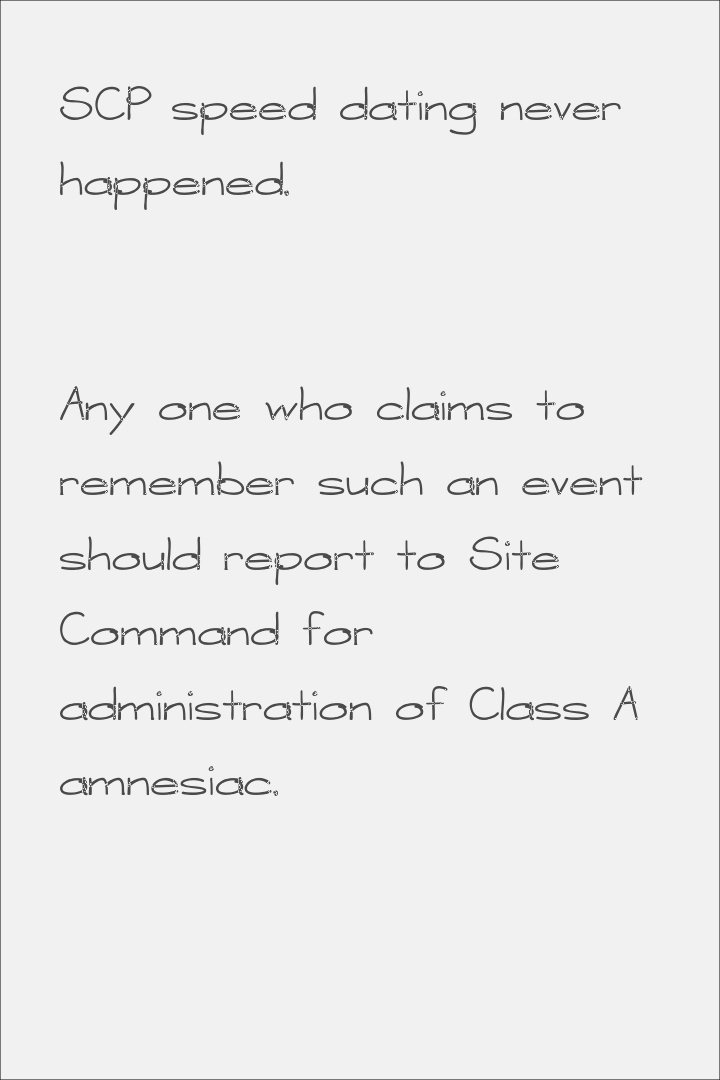 SCP speed dating never
happened.
Any one who claims to
remember such an event
should report to Site
Command for
administration of Class A
amnesiac.